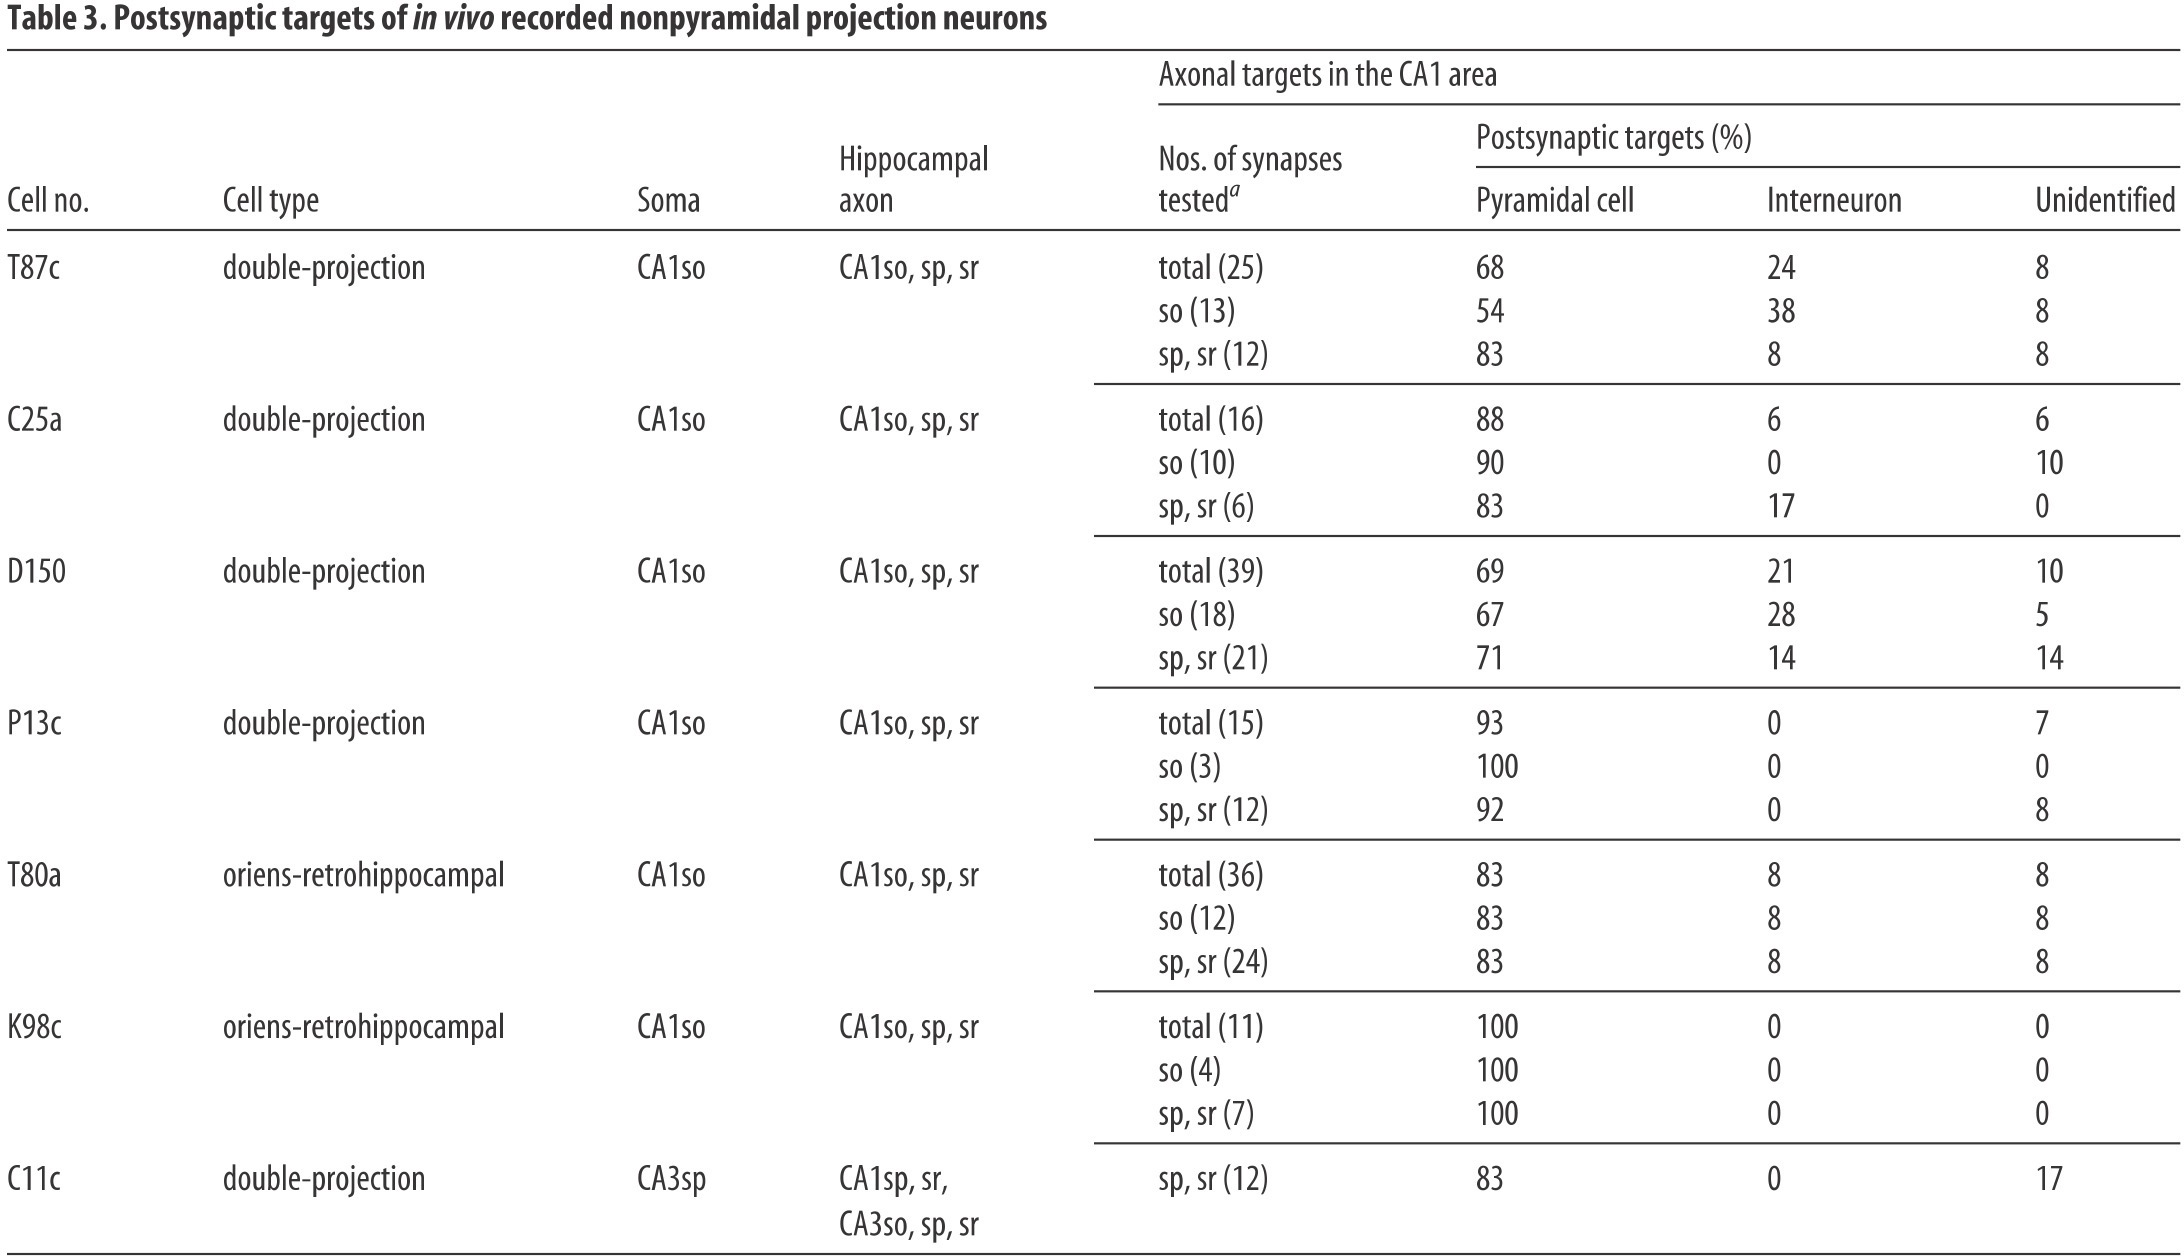 Table 3. Postsynaptic targets of in vivo recorded nonpyramidal projection neurons
Axonal targets in the CA1 area
Postsynaptic targets (%)
Cell no. Cell type Soma Hippocampal axon Nos. of synapses testedᵃ Pyramidal cell Interneuron Unidentified
T87c double-projection CA1so CA1so, sp, sr total (25) 68 24 8
so (13) 54 38 8
sp, sr (12) 83 8 8
C25a double-projection CA1so CA1so, sp, sr total (16) 88 6 6
so (10) 90 0 10
sp, sr (6) 83 17 0
D150 double-projection CA1so CA1so, sp, sr total (39) 69 21 10
so (18) 67 28 5
sp, sr (21) 71 14 14
P13c double-projection CA1so CA1so, sp, sr total (15) 93 0 7
so (3) 100 0 0
sp, sr (12) 92 0 8
T80a oriens-retrohippocampal CA1so CA1so, sp, sr total (36) 83 8 8
so (12) 83 8 8
sp, sr (24) 83 8 8
K98c oriens-retrohippocampal CA1so CA1so, sp, sr total (11) 100 0 0
so (4) 100 0 0
sp, sr (7) 100 0 0
C11c double-projection CA3sp CA1sp, sr, sp, sr (12) 83 0 17
CA3so, sp, sr